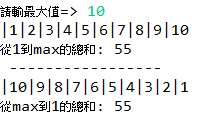 請輸最大值=> 10
|1|2|3|4|5|6|7|8|9|10
從1到max的總和: 55
-----------------
|10|9|8|7|6|5|4|3|2|1
從max到1的總和: 55